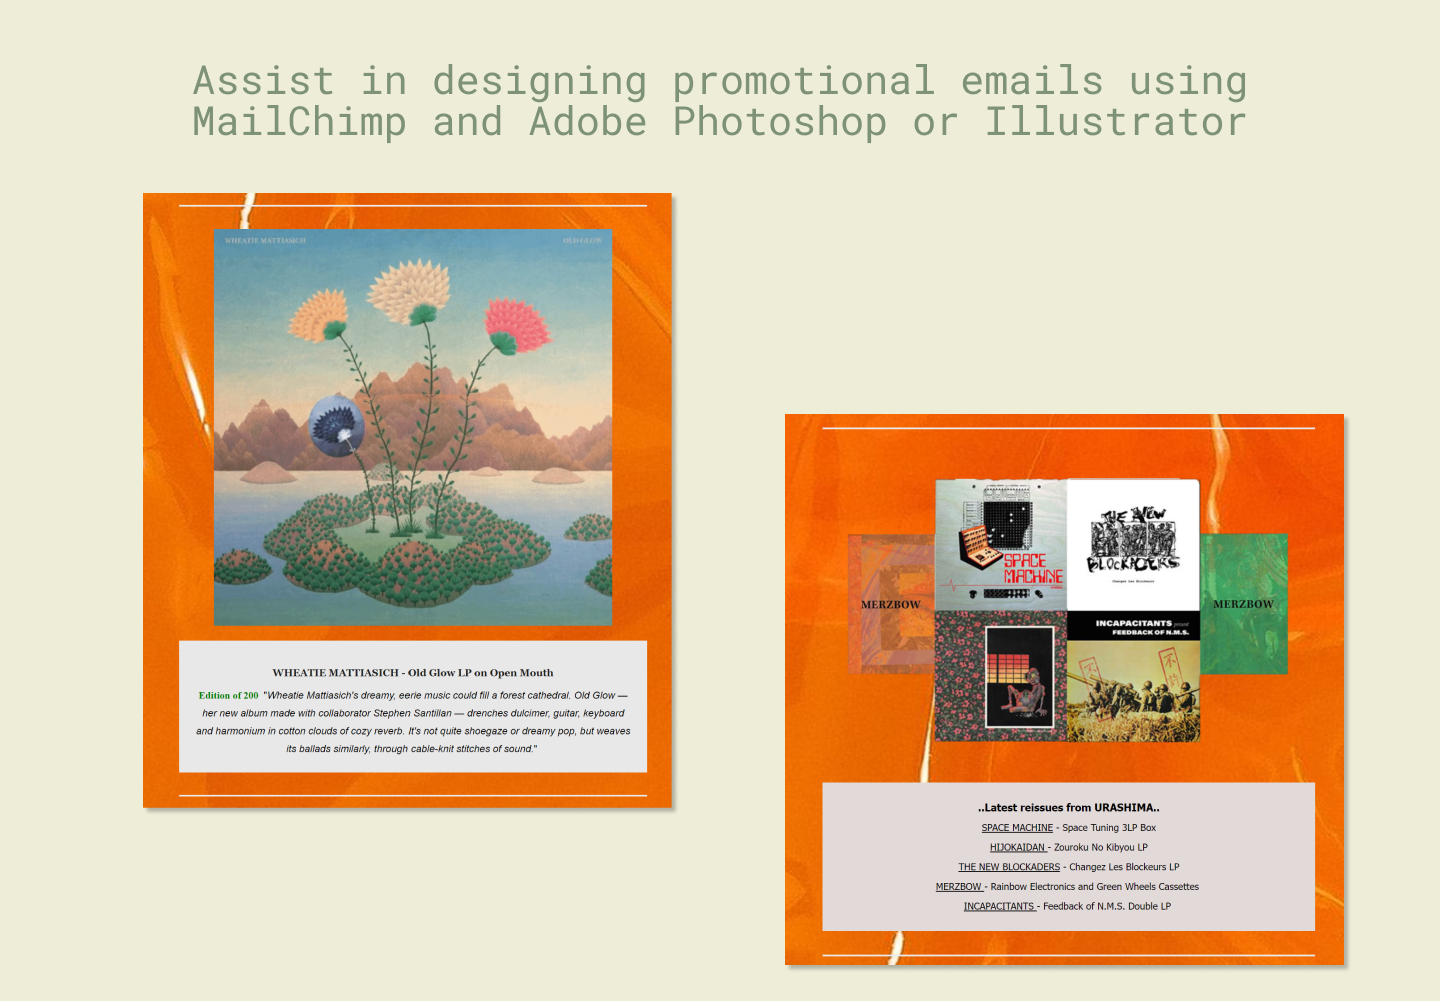 Assist in designing promotional emails using
MailChimp and Adobe Photoshop or Illustrator
WHEATIE MATTIASICH
OLD GLOW
WHEATIE MATTIASICH - Old Glow LP on Open Mouth
Edition of 200 "Wheatie Mattiasich's dreamy, eerie music could fill a forest cathedral. Old Glow —
her new album made with collaborator Stephen Santillan — drenches dulcimer, guitar, keyboard
and harmonium in cotton clouds of cozy reverb. It's not quite shoegaze or dreamy pop, but weaves
its ballads similarly, through cable-knit stitches of sound."
SPACE
MACHINE
THE NEW
BLOCKADERS
Changez Les Blockeurs
MERZBOW
MERZBOW
INCAPACITANTS present
FEEDBACK OF N.M.S.
不
不
..Latest reissues from URASHIMA..
SPACE MACHINE - Space Tuning 3LP Box
HIJOKAIDAN - Zouroku No Kibyou LP
THE NEW BLOCKADERS - Changez Les Blockeurs LP
MERZBOW - Rainbow Electronics and Green Wheels Cassettes
INCAPACITANTS - Feedback of N.M.S. Double LP